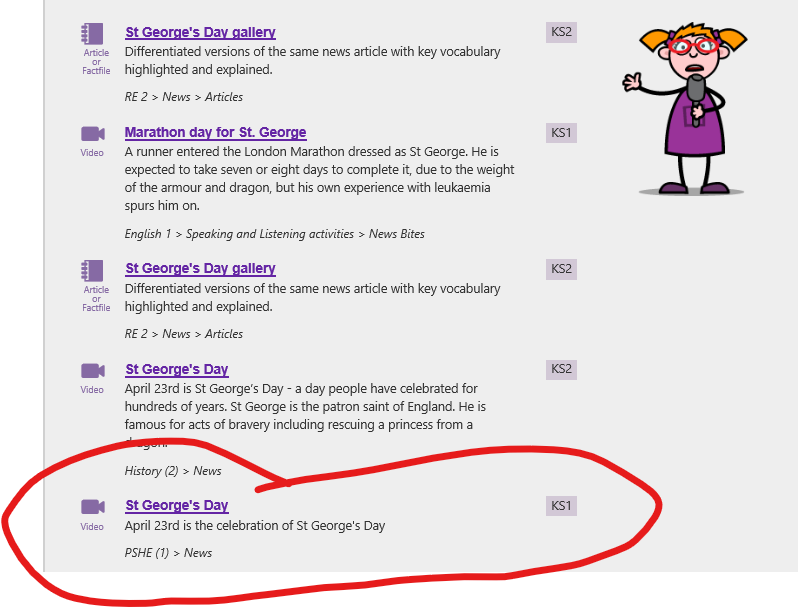 St George's Day gallery
KS2
Article
or
Factfile
Differentiated versions of the same news article with key vocabulary
highlighted and explained.
RE 2 > News > Articles
Marathon day for St. George
KS1
Video
A runner entered the London Marathon dressed as St George. He is
expected to take seven or eight days to complete it, due to the weight
of the armour and dragon, but his own experience with leukaemia
spurs him on.
English 1 > Speaking and Listening activities > News Bites
St George's Day gallery
KS2
Article
or
Factfile
Differentiated versions of the same news article with key vocabulary
highlighted and explained.
RE 2 > News > Articles
St George's Day
KS2
Video
April 23rd is St George's Day - a day people have celebrated for
hundreds of years. St George is the patron saint of England. He is
famous for acts of bravery including rescuing a princess from a
dragon.
History (2) > News
St George's Day
KS1
Video
April 23rd is the celebration of St George's Day
PSHE (1) > News